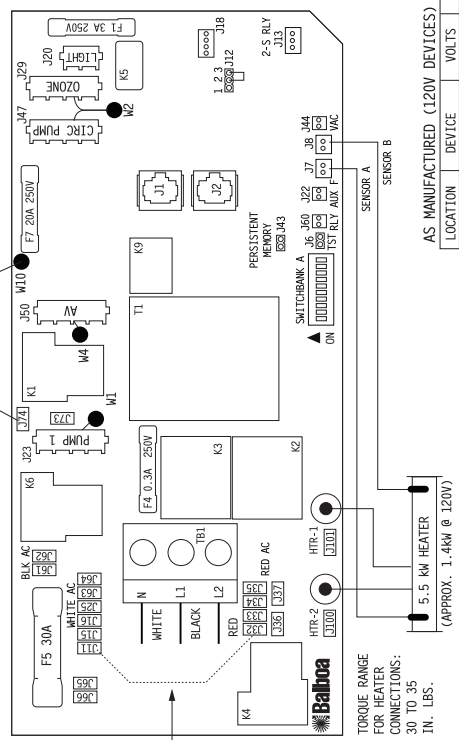 F1 3A 250V
J20
LIGHT
K5
J29
OZONE
J47
CIRC PUMP
W2
J18
1 2 3
J12
2-S RLY
J13
F7 20A 250V
W10
J50
AV
W4
K1
J74
J73
J23
PUMP 1
W1
K6
J1
J2
K9
T1
PERSISTENT
MEMORY
J43
J44
VAC
J8
J7
J22
AUX F
J60
J6
TST RLY
SWITCHBANK A
ON
SENSOR A
SENSOR B
F4 0.3A 250V
K3
K2
BLK AC
J62
J61
WHITE AC
J64
J63
J25
J16
J15
J11
F5 30A
J65
J66
TB1
N
L1
L2
WHITE
BLACK
RED
RED AC
J35
J34
J33
J32
J37
J36
HTR-1
J101
HTR-2
J100
K4
Balboa
5.5 kW HEATER
(APPROX. 1.4kW @ 120V)
TORQUE RANGE
FOR HEATER
CONNECTIONS:
30 TO 35
IN. LBS.
AS MANUFACTURED (120V DEVICES)
LOCATION DEVICE VOLTS